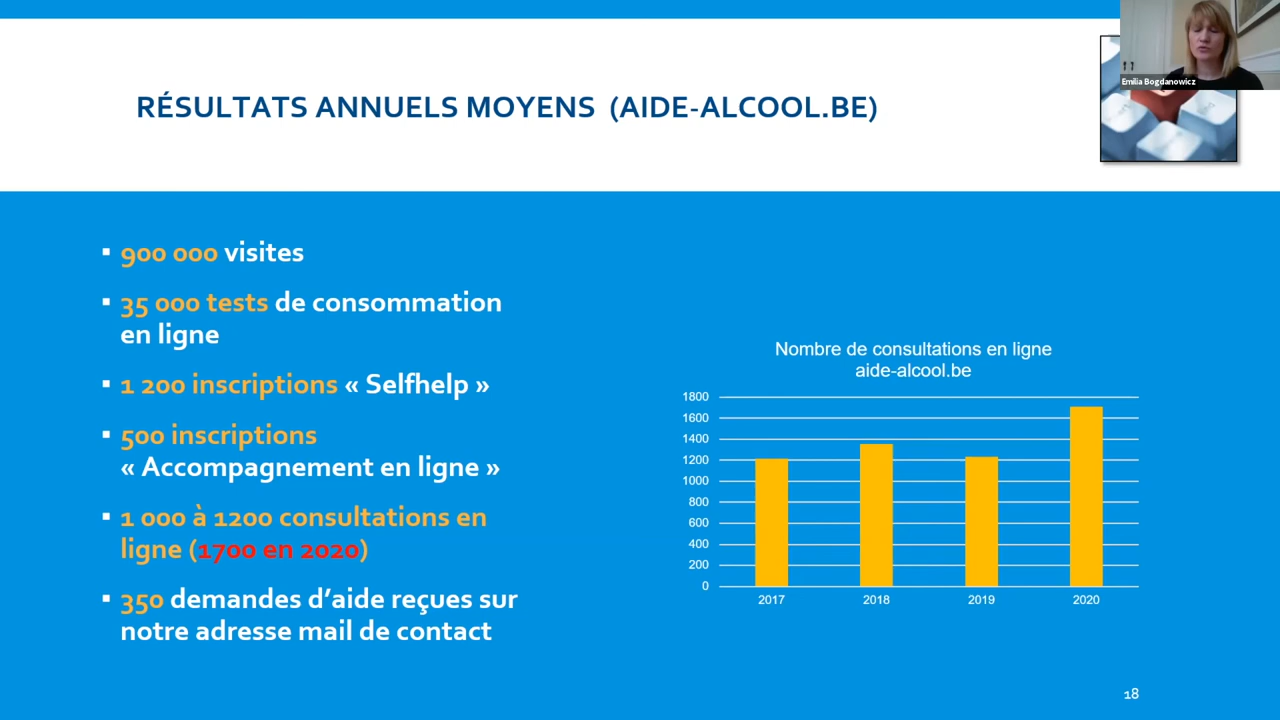 Emilia Bogdanowicz
RÉSULTATS ANNUELS MOYENS (AIDE-ALCOOL.BE)
▪ 900 000 visites
▪ 35 000 tests de consommation
en ligne
▪ 1 200 inscriptions « Selfhelp »
▪ 500 inscriptions
« Accompagnement en ligne »
▪ 1 000 à 1200 consultations en
ligne (1700 en 2020)
▪ 350 demandes d’aide reçues sur
notre adresse mail de contact
Nombre de consultations en ligne
aide-alcool.be
1800
1600
1400
1200
1000
800
600
400
200
0
2017 2018 2019 2020
18